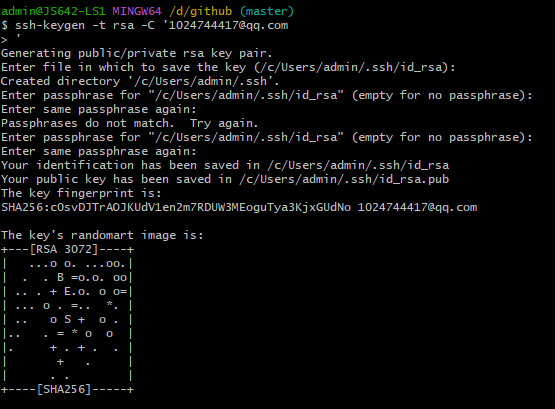 admin@JS642-LS1 MINGW64 /d/github (master)
$ ssh-keygen -t rsa -C '1024744417@qq.com
> '
Generating public/private rsa key pair.
Enter file in which to save the key (/c/Users/admin/.ssh/id_rsa):
Created directory '/c/Users/admin/.ssh'.
Enter passphrase for "/c/Users/admin/.ssh/id_rsa" (empty for no passphrase):
Enter same passphrase again:
Passphrases do not match.  Try again.
Enter passphrase for "/c/Users/admin/.ssh/id_rsa" (empty for no passphrase):
Enter same passphrase again:
Your identification has been saved in /c/Users/admin/.ssh/id_rsa
Your public key has been saved in /c/Users/admin/.ssh/id_rsa.pub
The key fingerprint is:
SHA256:cOsvDJTrAOJKUdV1en2m7RDUW3MEoguTya3KjxGUdNo 1024744417@qq.com
The key's randomart image is:
+---[RSA 3072]----+
|   ...o o. ...oo.|
|  .  . B =o.o. oo|
| .. . + E.o. o o=|
| ... o . =..  *. |
| ..   o S +  o . |
|..   . = * o  o  |
|.     + . + .  . |
|       +   .     |
|      . .        |
+----[SHA256]-----+